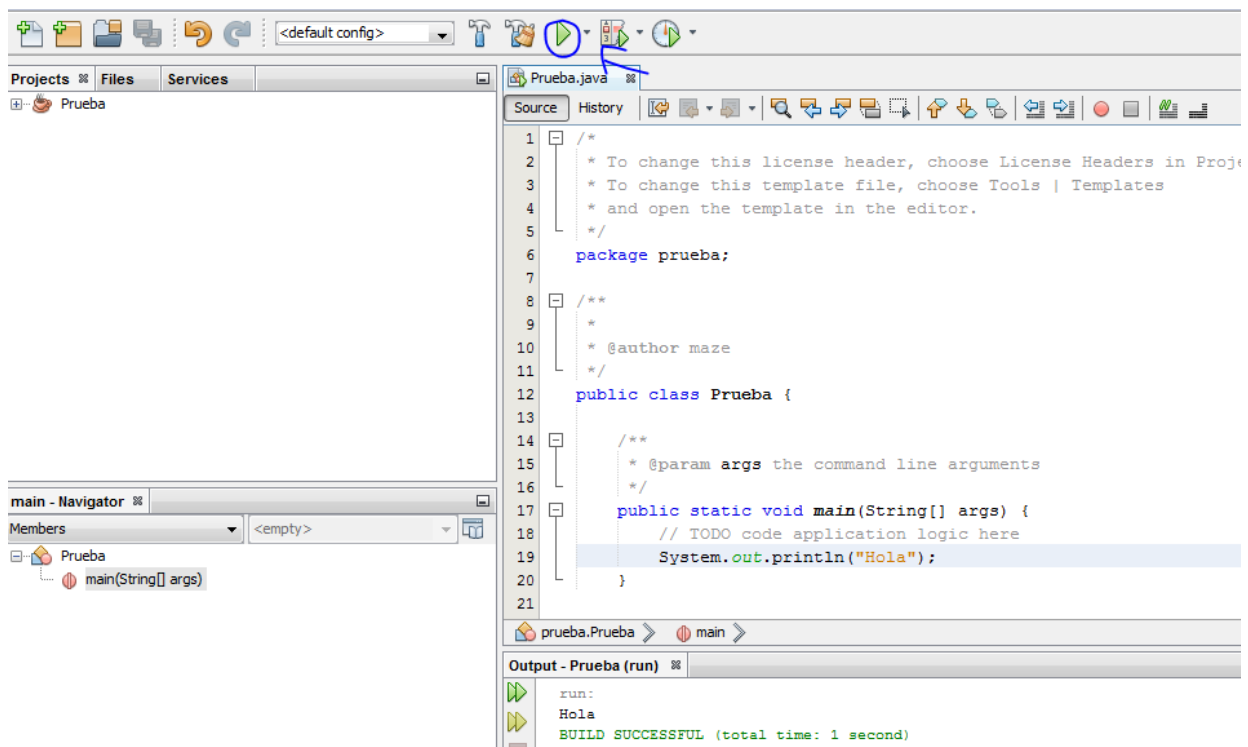 <default config>
Projects Files Services
Prueba
Prueba.java
Source History
1 /*
2 * To change this license header, choose License Headers in Proje
3 * To change this template file, choose Tools | Templates
4 * and open the template in the editor.
5 */
6 package prueba;
7
8 /**
9 *
10 * @author maze
11 */
12 public class Prueba {
13
14 /**
15 * @param args the command line arguments
16 */
17 public static void main(String[] args) {
18 // TODO code application logic here
19 System.out.println("Hola");
20 }
21
prueba.Prueba main
main - Navigator
Members <empty>
Prueba
main(String[] args)
Output - Prueba (run)
run:
Hola
BUILD SUCCESSFUL (total time: 1 second)